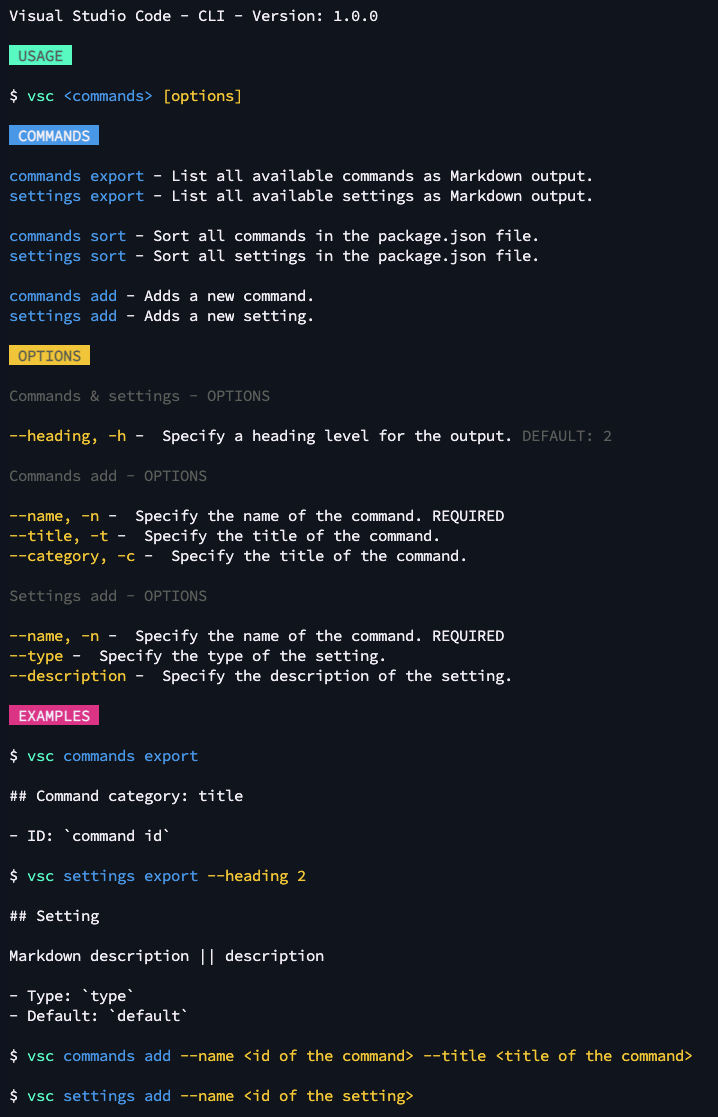 Visual Studio Code - CLI - Version: 1.0.0
USAGE
$ vsc <commands> [options]
COMMANDS
commands export - List all available commands as Markdown output.
settings export - List all available settings as Markdown output.
commands sort - Sort all commands in the package.json file.
settings sort - Sort all settings in the package.json file.
commands add - Adds a new command.
settings add - Adds a new setting.
OPTIONS
Commands & settings - OPTIONS
--heading, -h -  Specify a heading level for the output. DEFAULT: 2
Commands add - OPTIONS
--name, -n -  Specify the name of the command. REQUIRED
--title, -t -  Specify the title of the command.
--category, -c -  Specify the title of the command.
Settings add - OPTIONS
--name, -n -  Specify the name of the command. REQUIRED
--type -  Specify the type of the setting.
--description -  Specify the description of the setting.
EXAMPLES
$ vsc commands export
## Command category: title
- ID: `command id`
$ vsc settings export --heading 2
## Setting
Markdown description || description
- Type: `type`
- Default: `default`
$ vsc commands add --name <id of the command> --title <title of the command>
$ vsc settings add --name <id of the setting>